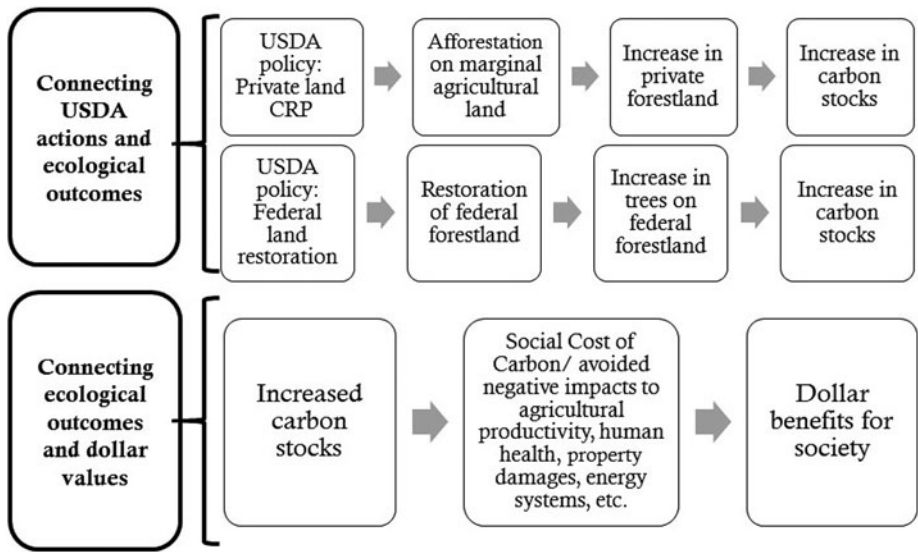 Connecting
USDA
actions and
ecological
outcomes
USDA
policy:
Private land
CRP
Afforestation
on marginal
agricultural
land
Increase in
private
forestland
Increase in
carbon
stocks
USDA
policy:
Federal
land
restoration
Restoration
of federal
forestland
Increase in
trees on
federal
forestland
Increase in
carbon
stocks
Connecting
ecological
outcomes
and dollar
values
Increased
carbon
stocks
Social Cost of
Carbon/ avoided
negative impacts to
agricultural
productivity, human
health, property
damages, energy
systems, etc.
Dollar
benefits for
society